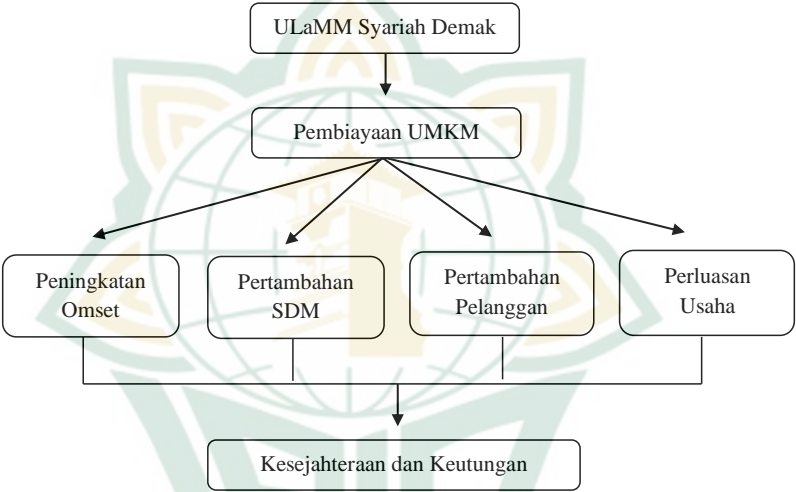 ULaMM Syariah Demak
Pembiayaan UMKM
Peningkatan
Omset
Pertambahan
SDM
Pertambahan
Pelanggan
Perluasan
Usaha
Kesejahteraan dan Keutungan